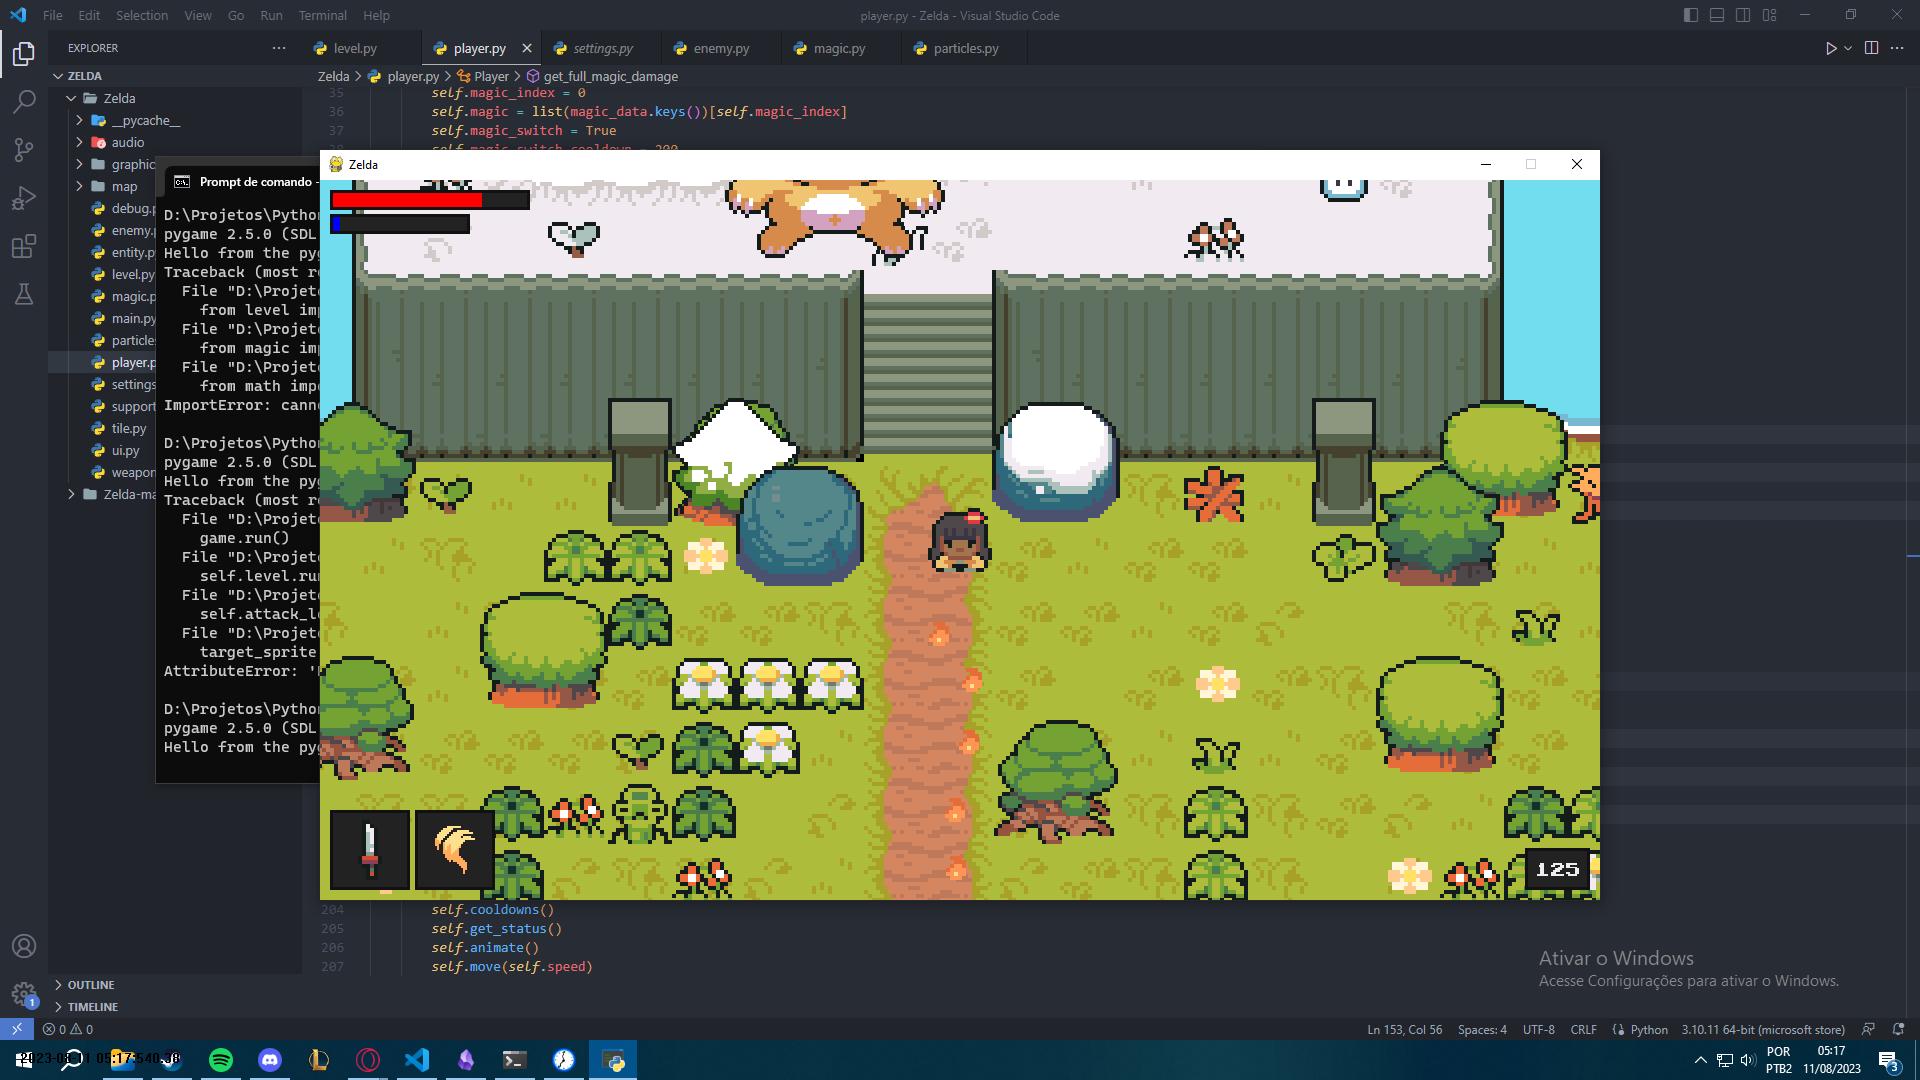 File Edit Selection View Go Run Terminal Help
player.py - Zelda - Visual Studio Code
EXPLORER
level.py
player.py
settings.py
enemy.py
magic.py
particles.py
ZELDA
Zelda > player.py > Player > get_full_magic_damage
Zelda
__pycache__
audio
graphic
map
debug.p
enemy.
entity.p
level.py
magic.p
main.py
particle
player.p
settings
support
tile.py
ui.py
weapon
Zelda-ma
35 self.magic_index = 0
36 self.magic = list(magic_data.keys())[self.magic_index]
37 self.magic_switch = True
38 self.magic_switch_cooldown = 200
Prompt de comando -
D:\Projetos\Python
pygame 2.5.0 (SDL
Hello from the pyg
Traceback (most re
File "D:\Projeto
from level imp
File "D:\Projeto
from magic imp
File "D:\Projeto
from math impo
ImportError: canno
D:\Projetos\Python
pygame 2.5.0 (SDL
Hello from the pyg
Traceback (most re
File "D:\Projeto
game.run()
File "D:\Projeto
self.level.run
File "D:\Projeto
self.attack_lo
File "D:\Projeto
target_sprite
AttributeError: '
D:\Projetos\Python
pygame 2.5.0 (SDL
Hello from the pyg
Zelda
125
204 self.cooldowns()
205 self.get_status()
206 self.animate()
207 self.move(self.speed)
Ativar o Windows
Acesse Configurações para ativar o Windows.
OUTLINE
TIMELINE
1
0 0
Ln 153, Col 56 Spaces: 4 UTF-8 CRLF Python 3.10.11 64-bit (microsoft store)
POR
PTB2
05:17
11/08/2023
3